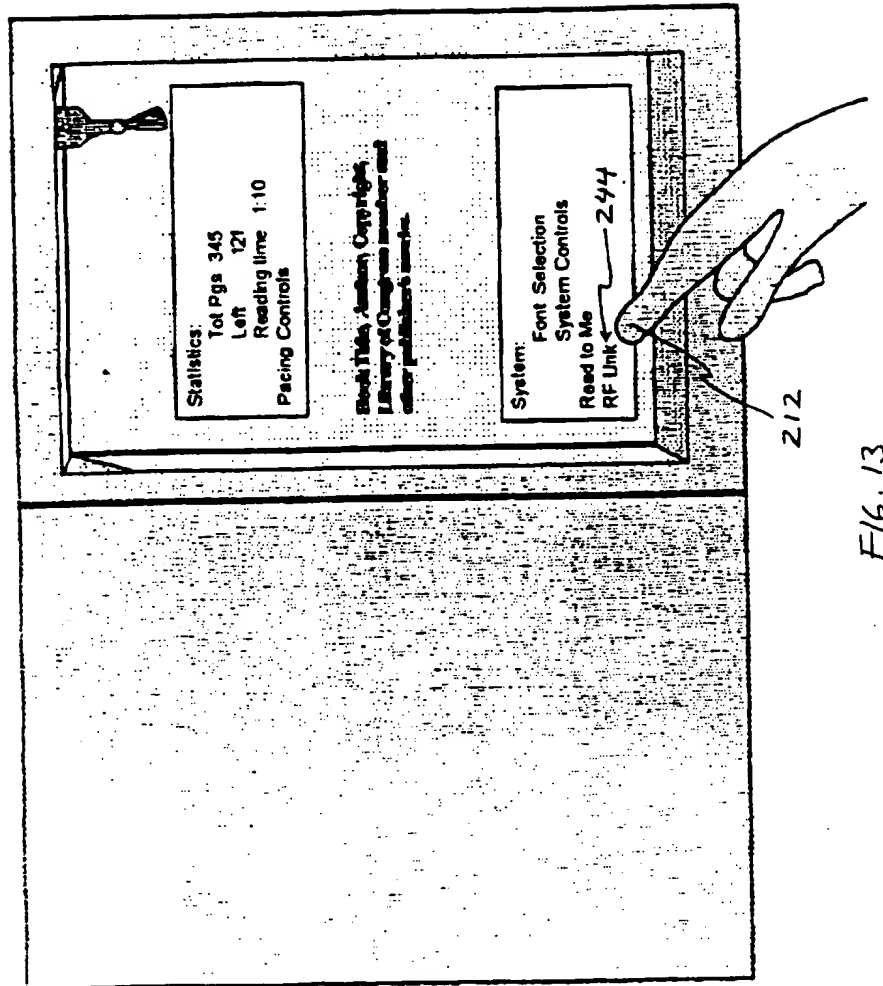 Statistics:
Tot Pgs 345
Left 121
Reading time 1:10
Pacing Controls
Book Title, Author, Copyright,
Library of Congress number and
other publisher's marks.
System:
Font Selection
System Controls
Read to Me
RF Link
244
212
FIG. 13